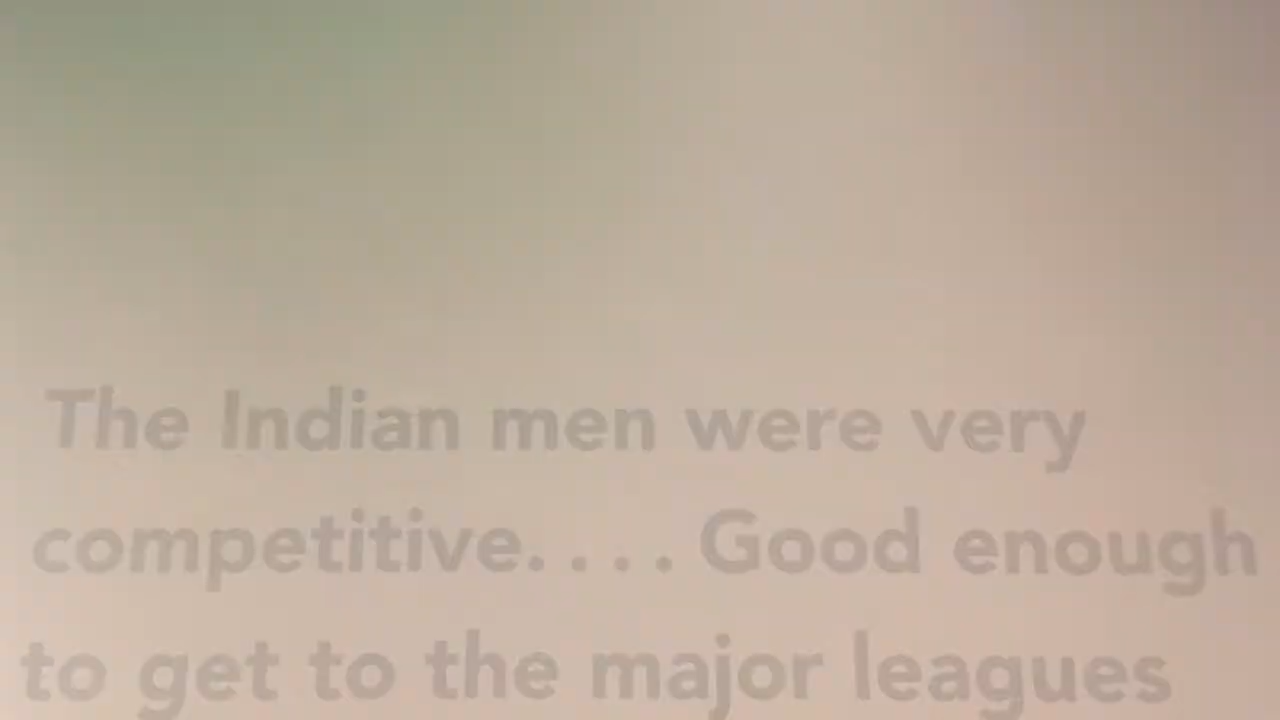 The Indian men were very
competitive. . . . Good enough
to get to the major leagues